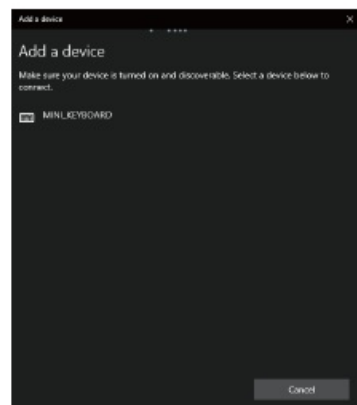 Add a device
Add a device
Make sure your device is turned on and discoverable. Select a device below to
connect.
MINI_KEYBOARD
Cancel